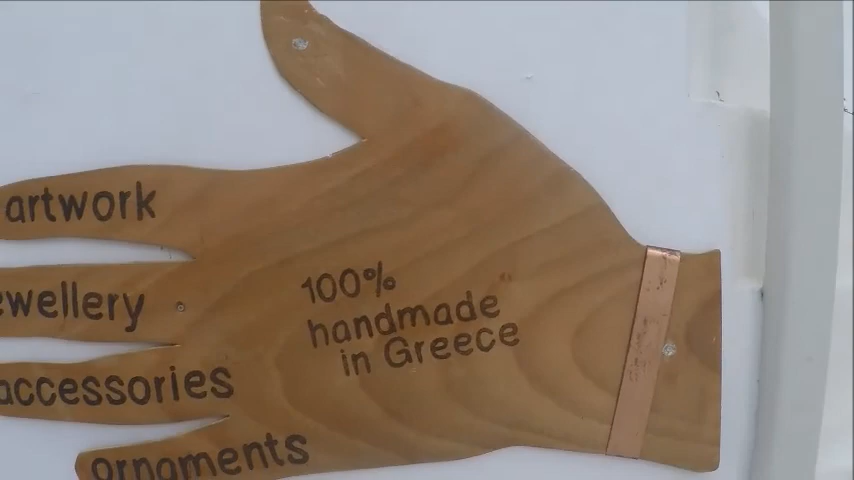 artwork
ewellery
accessories
ornaments
100%
handmade
in Greece